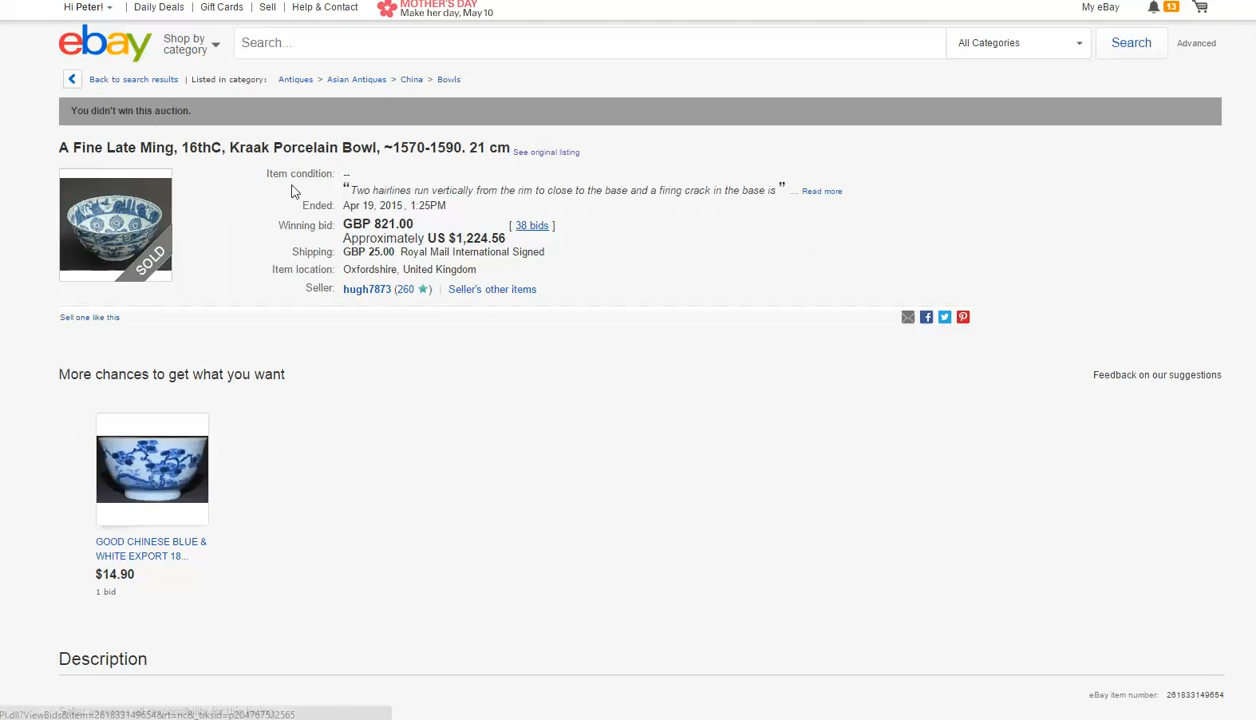 Hi Peter!
Daily Deals
Gift Cards
Sell
Help & Contact
MOTHER'S DAY
Make her day, May 10
My eBay
13
ebay
Shop by category
Search...
All Categories
Search
Advanced
Back to search results | Listed in category: Antiques > Asian Antiques > China > Bowls
You didn't win this auction.
A Fine Late Ming, 16thC, Kraak Porcelain Bowl, ~1570-1590. 21 cm See original listing
Item condition: --
“Two hairlines run vertically from the rim to close to the base and a firing crack in the base is” ... Read more
Ended: Apr 19, 2015 , 1:25PM
Winning bid: GBP 821.00 [ 38 bids ]
Approximately US $1,224.56
Shipping: GBP 25.00 Royal Mail International Signed
Item location: Oxfordshire, United Kingdom
Seller: hugh7873 (260 ★) | Seller's other items
SOLD
Sell one like this
More chances to get what you want
Feedback on our suggestions
GOOD CHINESE BLUE &
WHITE EXPORT 18...
$14.90
1 bid
Description
eBay item number: 261833149654